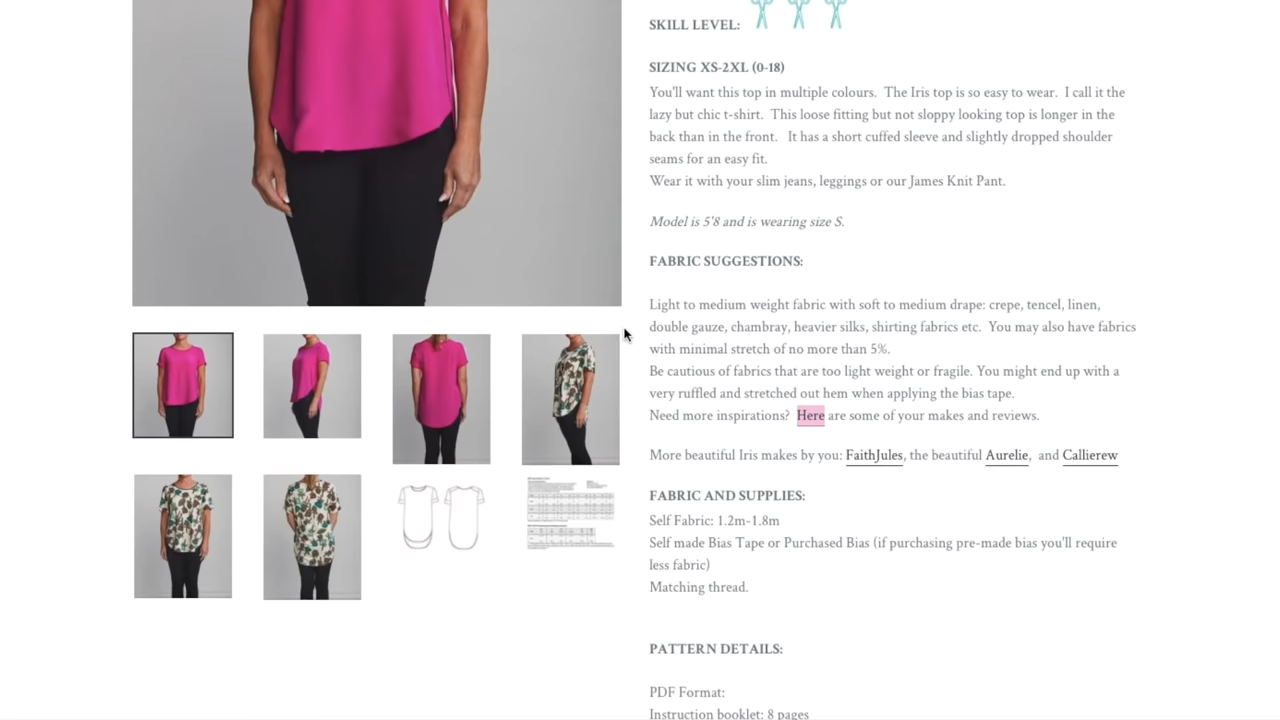 SKILL LEVEL:
SIZING XS-2XL (0-18)
You'll want this top in multiple colours.  The Iris top is so easy to wear.  I call it the
lazy but chic t-shirt.  This loose fitting but not sloppy looking top is longer in the
back than in the front.   It has a short cuffed sleeve and slightly dropped shoulder
seams for an easy fit.
Wear it with your slim jeans, leggings or our James Knit Pant.
Model is 5'8 and is wearing size S.
FABRIC SUGGESTIONS:
Light to medium weight fabric with soft to medium drape: crepe, tencel, linen,
double gauze, chambray, heavier silks, shirting fabrics etc.  You may also have fabrics
with minimal stretch of no more than 5%.
Be cautious of fabrics that are too light weight or fragile. You might end up with a
very ruffled and stretched out hem when applying the bias tape.
Need more inspirations?  Here are some of your makes and reviews.
More beautiful Iris makes by you: FaithJules, the beautiful Aurelie,  and Callierew
FABRIC AND SUPPLIES:
Self Fabric: 1.2m-1.8m
Self made Bias Tape or Purchased Bias (if purchasing pre-made bias you'll require
less fabric)
Matching thread.
PATTERN DETAILS:
PDF Format:
Instruction booklet: 8 pages